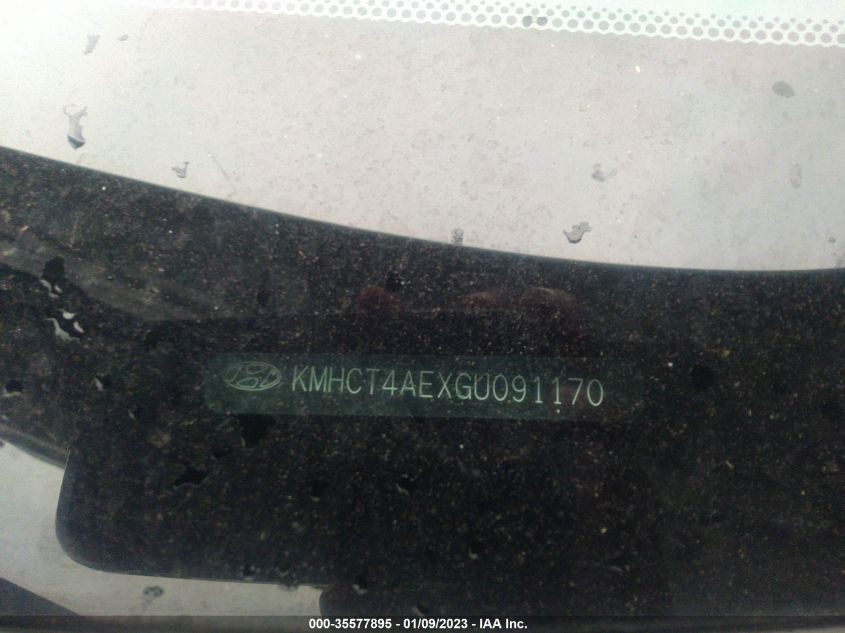 KMHCT4AEXGU091170
000-35577895 - 01/09/2023 - IAA Inc.